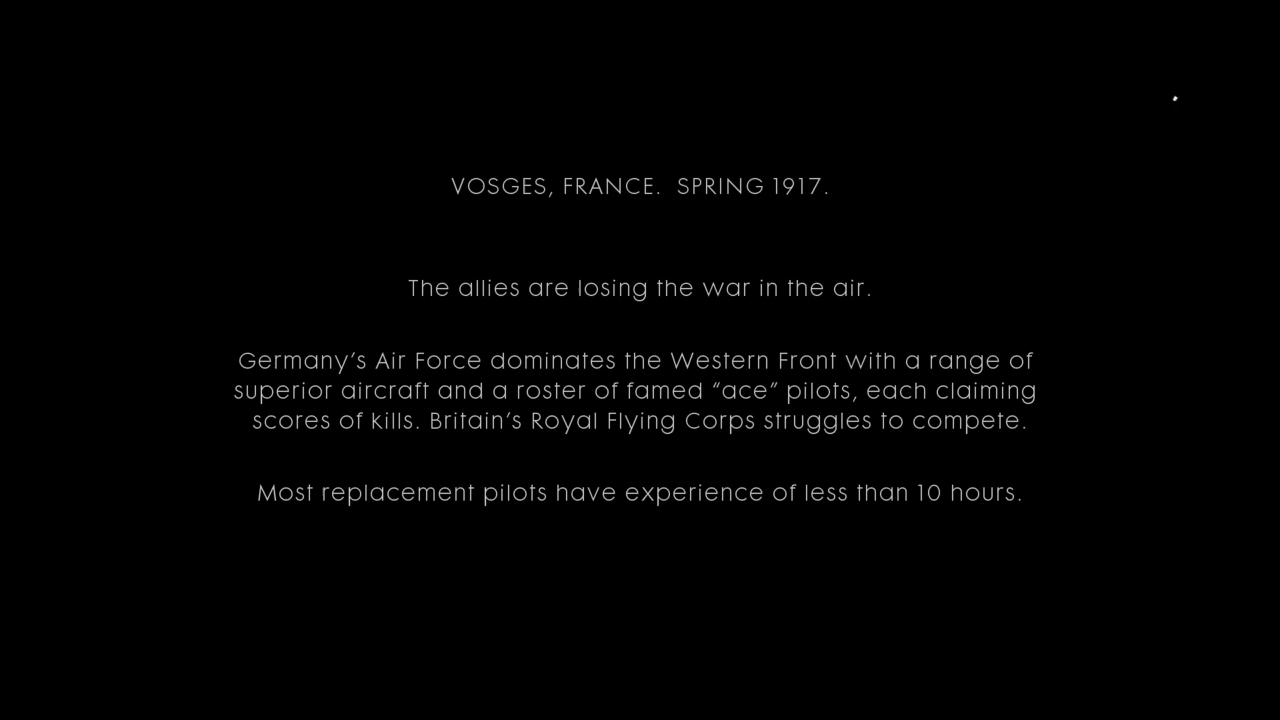 VOSGES, FRANCE.  SPRING 1917.
The allies are losing the war in the air.
Germany’s Air Force dominates the Western Front with a range of
superior aircraft and a roster of famed “ace” pilots, each claiming
scores of kills. Britain’s Royal Flying Corps struggles to compete.
Most replacement pilots have experience of less than 10 hours.